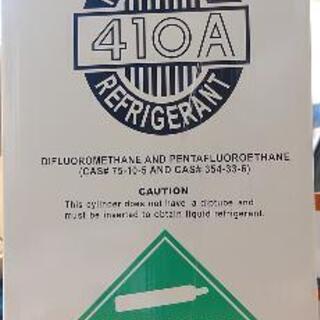 410A
REFRIGERANT
DIFLUOROMETHANE AND PENTAFLUOROETHANE
(CAS# 75-10-5 AND CAS# 354-33-6)
CAUTION
This cylinder does not have a diptube and
must be inserted to obtain liquid refrigerant.